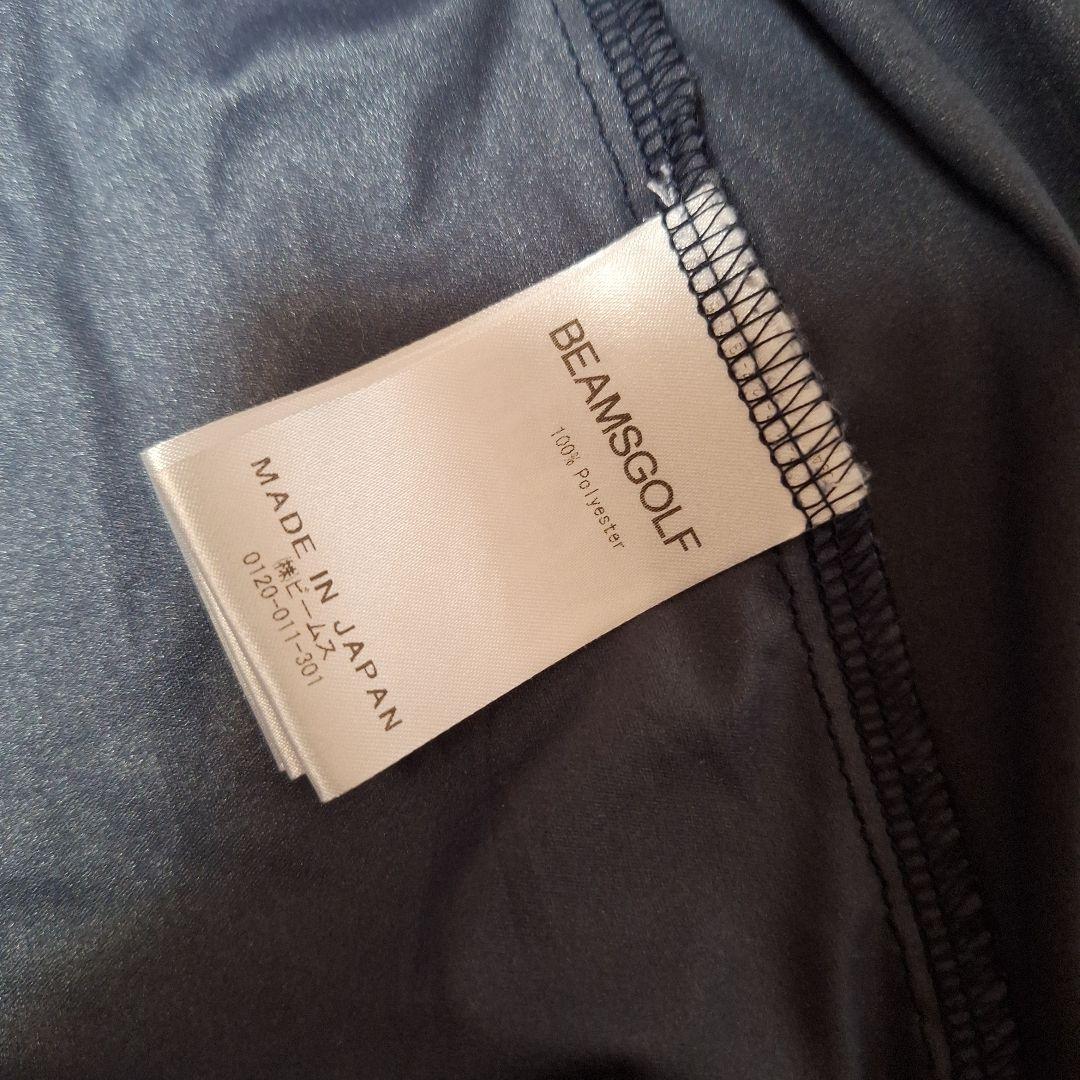 BEAMSGOLF
100% Polyester
MADE IN JAPAN
㈱ビームス
0120-011-301